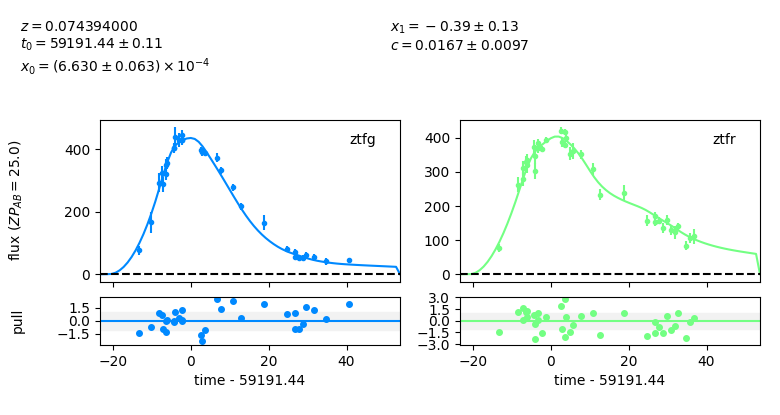 z = 0.074394000
t₀ = 59191.44 ± 0.11
x₀ = (6.630 ± 0.063) × 10⁻⁴
x₁ = −0.39 ± 0.13
c = 0.0167 ± 0.0097
flux (ZP_AB = 25.0)
400
200
0
ztfg
400
300
200
100
0
ztfr
pull
1.5
0.0
−1.5
−20 0 20 40
time - 59191.44
3.0
1.5
0.0
−1.5
−3.0
−20 0 20 40
time - 59191.44